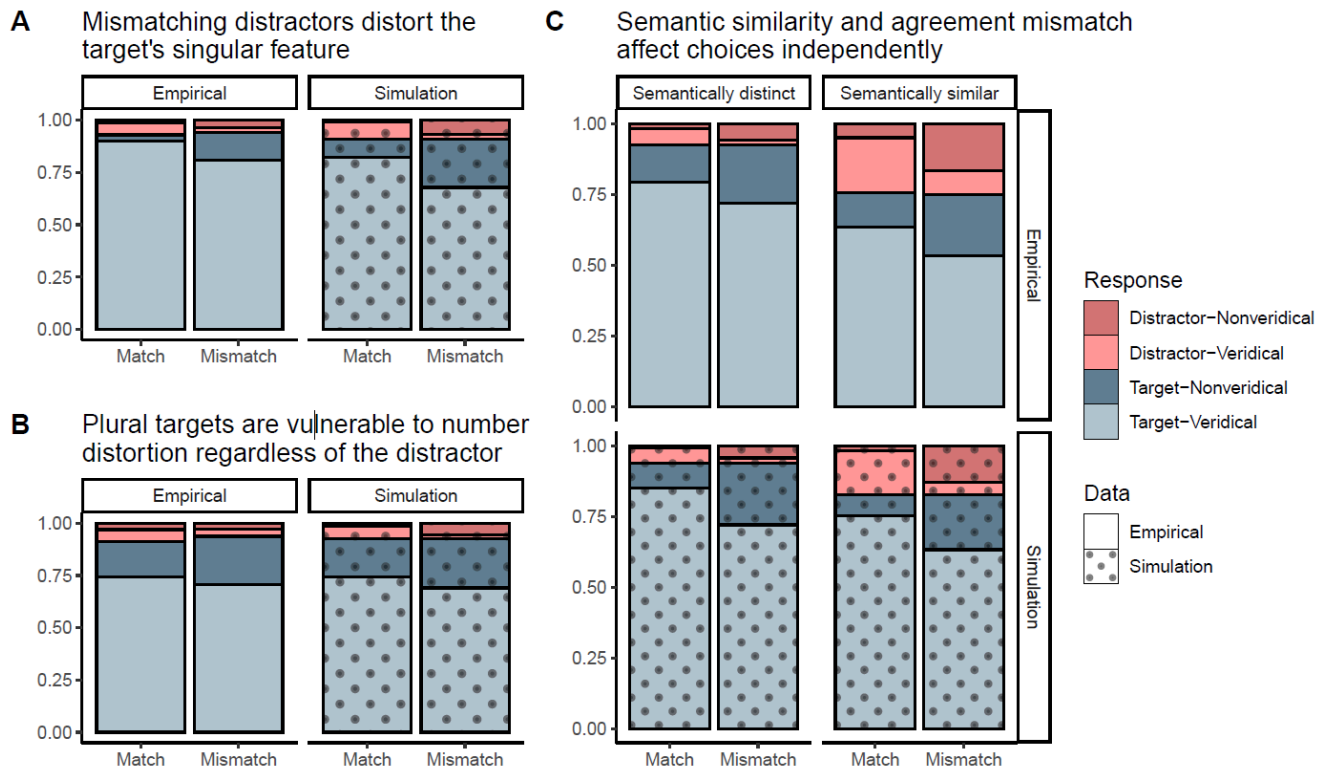 A
Mismatching distractors distort the
target's singular feature
Empirical
Simulation
1.00
0.75
0.50
0.25
0.00
Match
Mismatch
Match
Mismatch
B
Plural targets are vulnerable to number
distortion regardless of the distractor
Empirical
Simulation
1.00
0.75
0.50
0.25
0.00
Match
Mismatch
Match
Mismatch
C
Semantic similarity and agreement mismatch
affect choices independently
Semantically distinct
Semantically similar
1.00
0.75
0.50
0.25
0.00
Empirical
1.00
0.75
0.50
0.25
0.00
Simulation
Match
Mismatch
Match
Mismatch
Response
Distractor−Nonveridical
Distractor−Veridical
Target−Nonveridical
Target−Veridical
Data
Empirical
Simulation